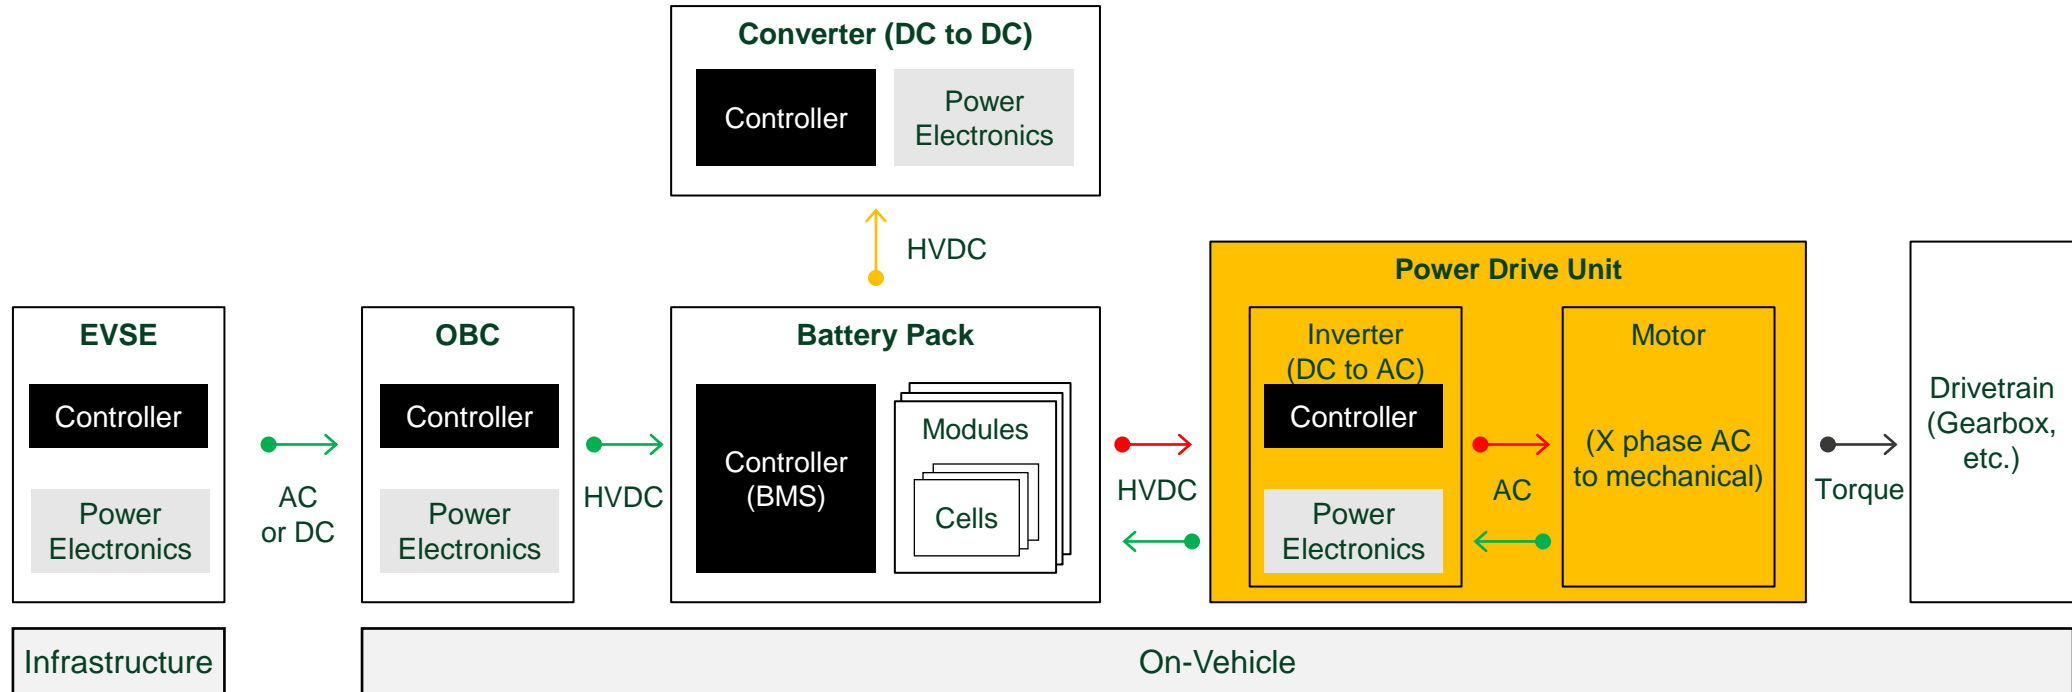 Converter (DC to DC)
Controller
Power
Electronics
HVDC
EVSE
Controller
Power
Electronics
AC
or DC
OBC
Controller
Power
Electronics
HVDC
Battery Pack
Controller
(BMS)
Modules
Cells
HVDC
Power Drive Unit
Inverter
(DC to AC)
Controller
Power
Electronics
AC
Motor
(X phase AC
to mechanical)
Torque
Drivetrain
(Gearbox,
etc.)
Infrastructure
On-Vehicle